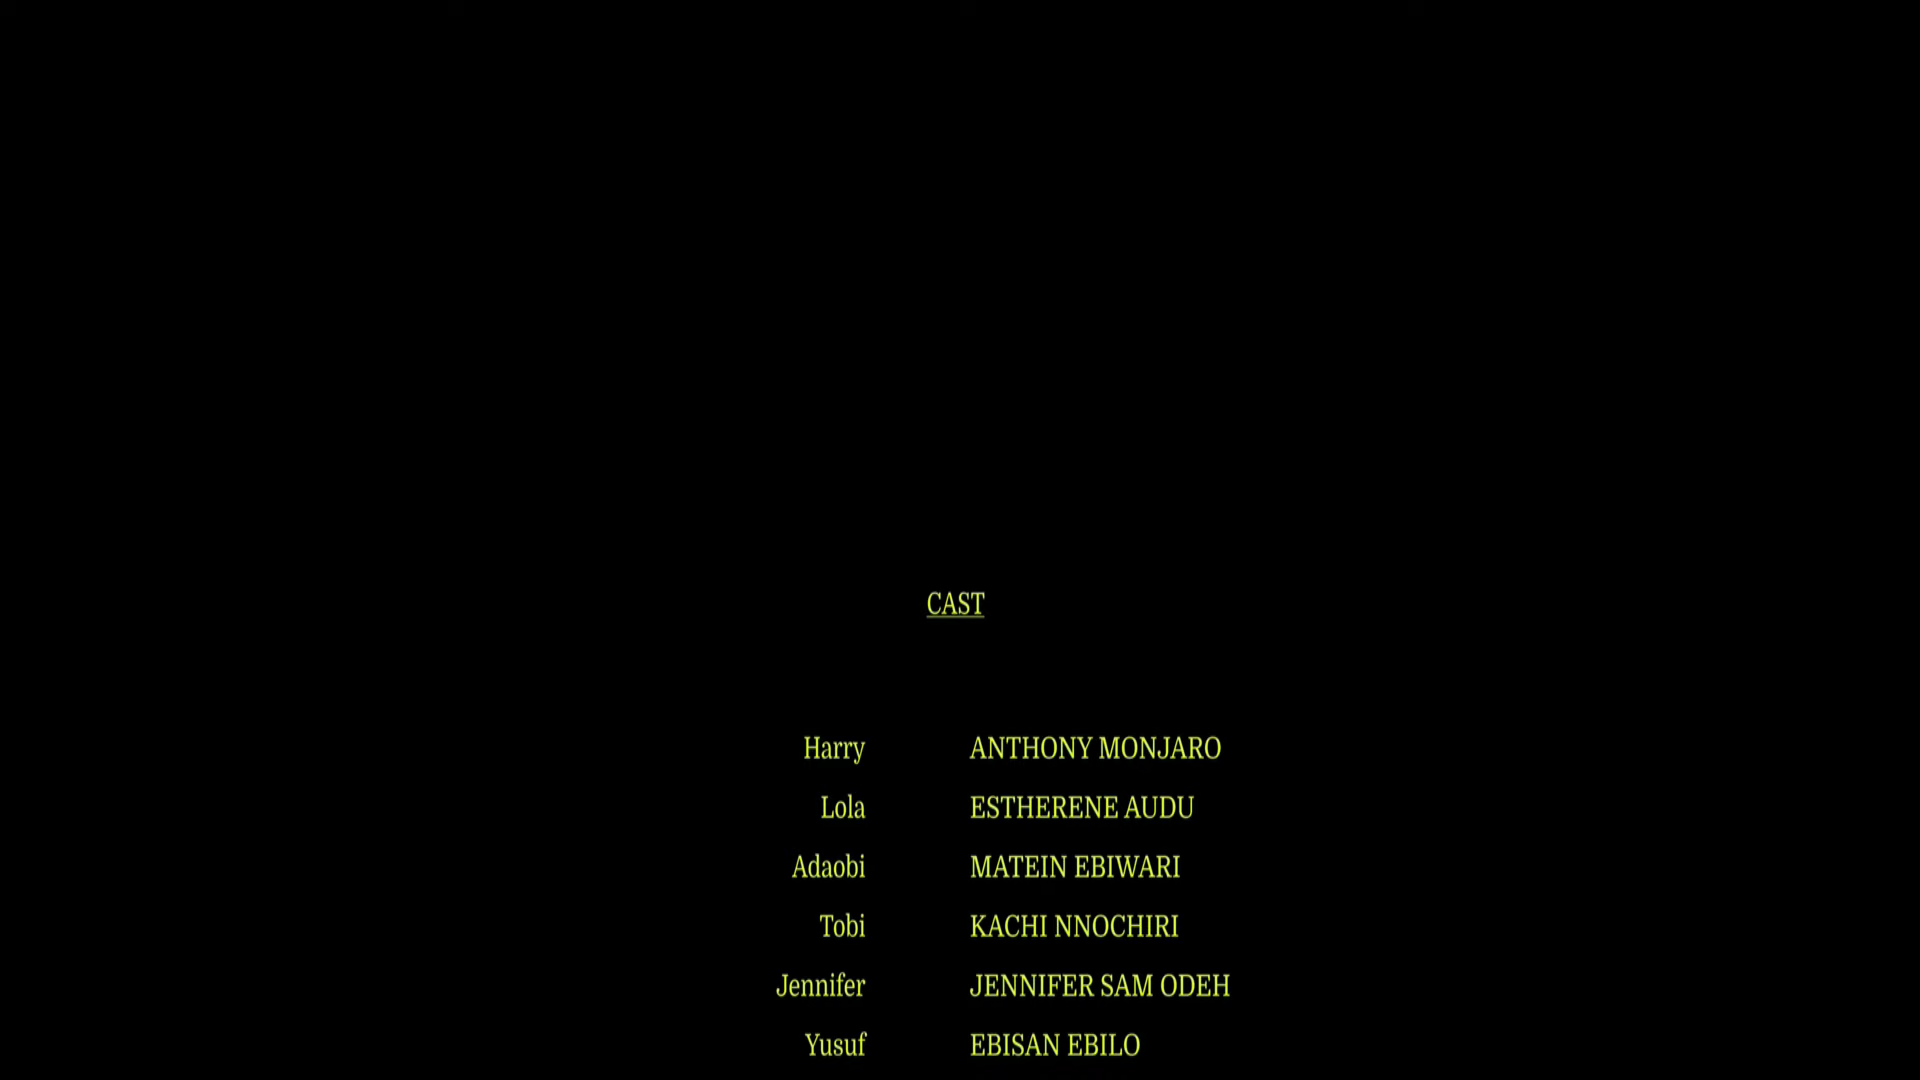 CAST
Harry ANTHONY MONJARO
Lola ESTHERENE AUDU
Adaobi MATEIN EBIWARI
Tobi KACHI NNOCHIRI
Jennifer JENNIFER SAM ODEH
Yusuf EBISAN EBILO